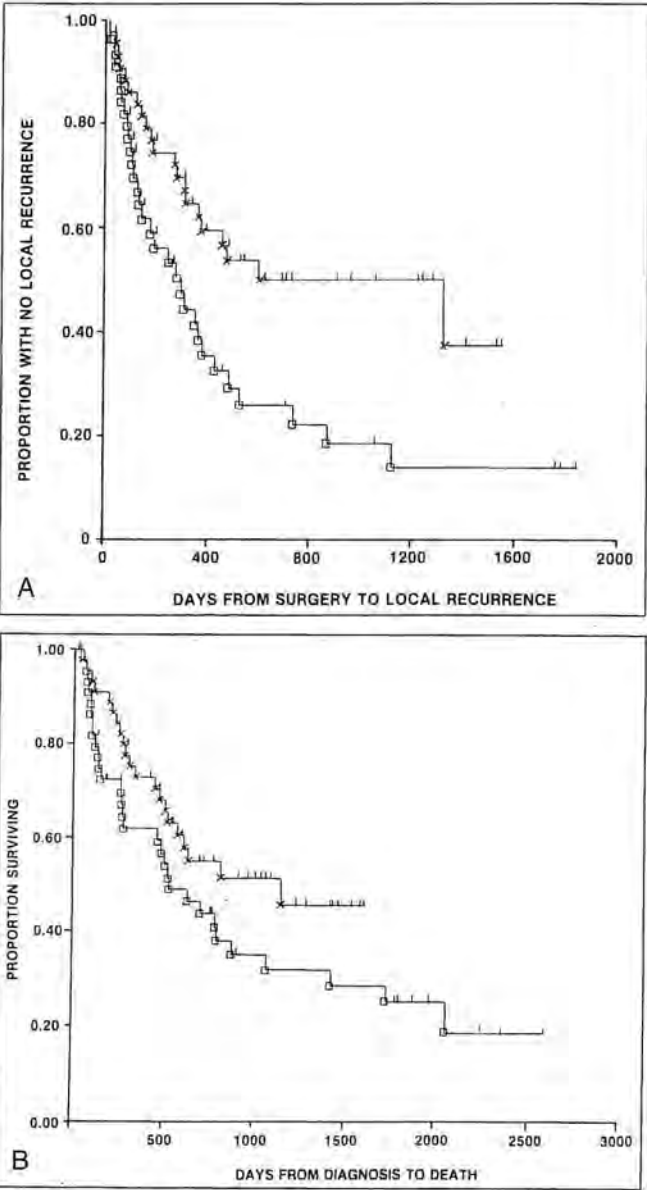 1.00
0.80
0.60
0.40
0.20
0
PROPORTION WITH NO LOCAL RECURRENCE
0 400 800 1200 1600 2000
A
DAYS FROM SURGERY TO LOCAL RECURRENCE
1.00
0.80
0.60
0.40
0.20
0.00
PROPORTION SURVIVING
500 1000 1500 2000 2500 3000
B
DAYS FROM DIAGNOSIS TO DEATH